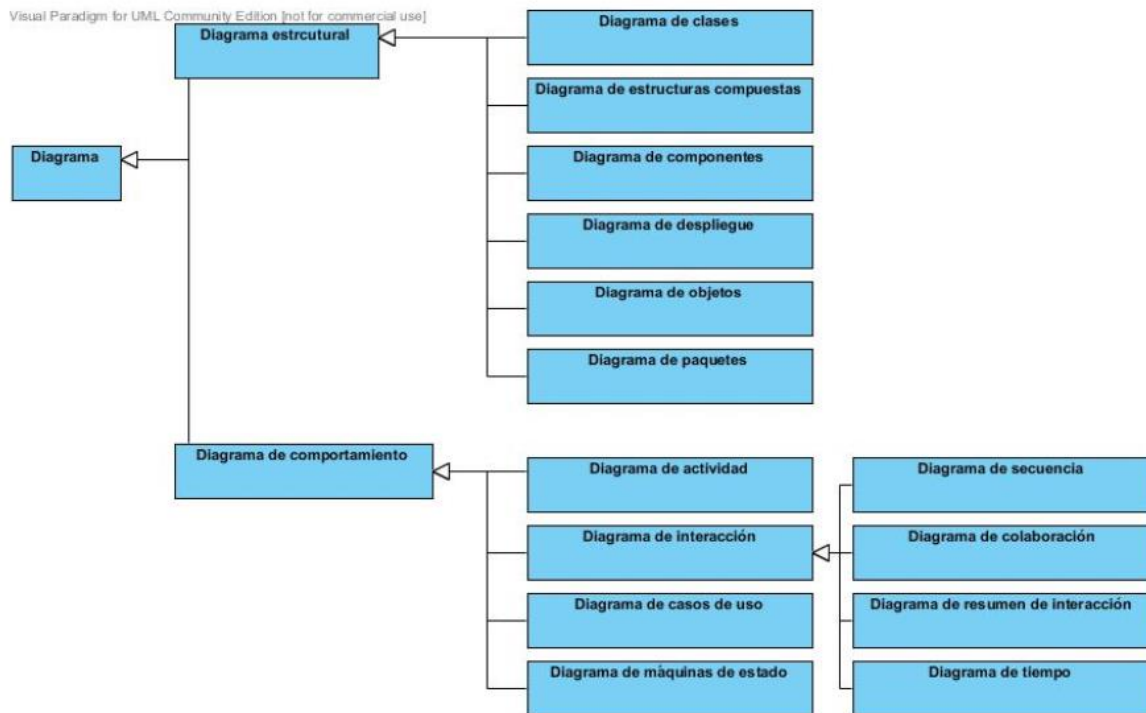 Visual Paradigm for UML Community Edition [not for commercial use]
Diagrama estrcutural
Diagrama de clases
Diagrama de estructuras compuestas
Diagrama
Diagrama de componentes
Diagrama de despliegue
Diagrama de objetos
Diagrama de paquetes
Diagrama de comportamiento
Diagrama de actividad
Diagrama de secuencia
Diagrama de interacción
Diagrama de colaboración
Diagrama de casos de uso
Diagrama de resumen de interacción
Diagrama de máquinas de estado
Diagrama de tiempo